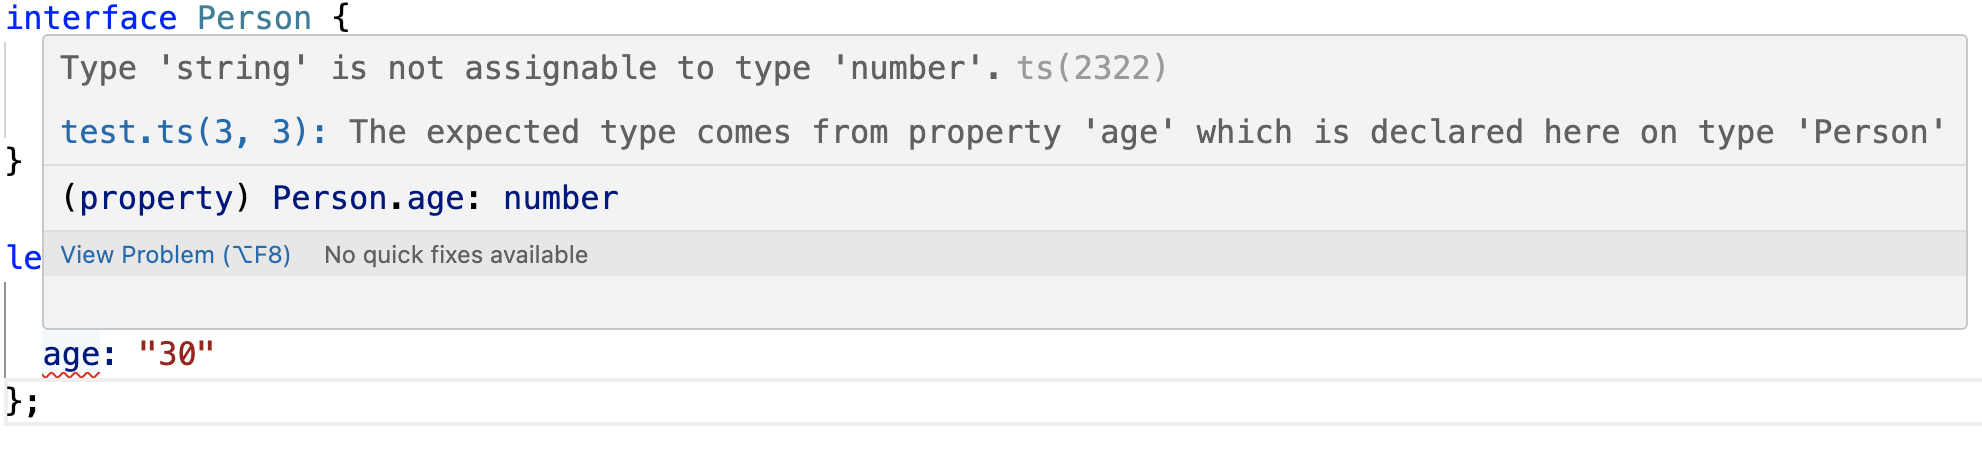 interface Person {
Type 'string' is not assignable to type 'number'. ts(2322)
test.ts(3, 3): The expected type comes from property 'age' which is declared here on type 'Person'
}
(property) Person.age: number
le
View Problem (⌥F8) No quick fixes available
age: "30"
};